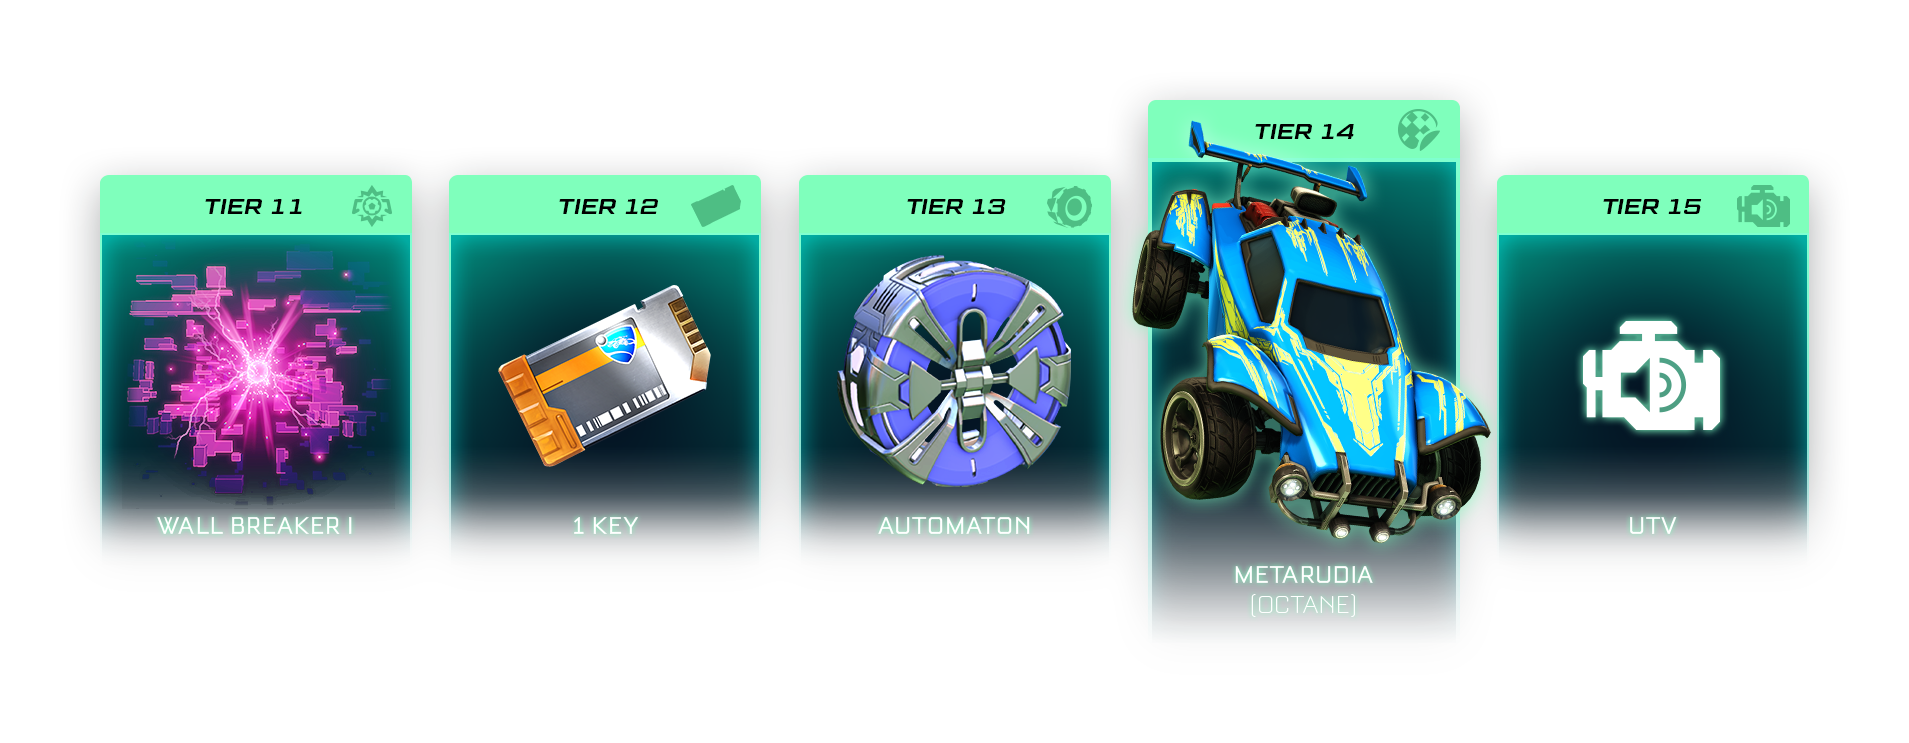 TIER 11
WALL BREAKER I
TIER 12
1 KEY
TIER 13
AUTOMATON
TIER 14
METARUDIA
[OCTANE]
TIER 15
UTV